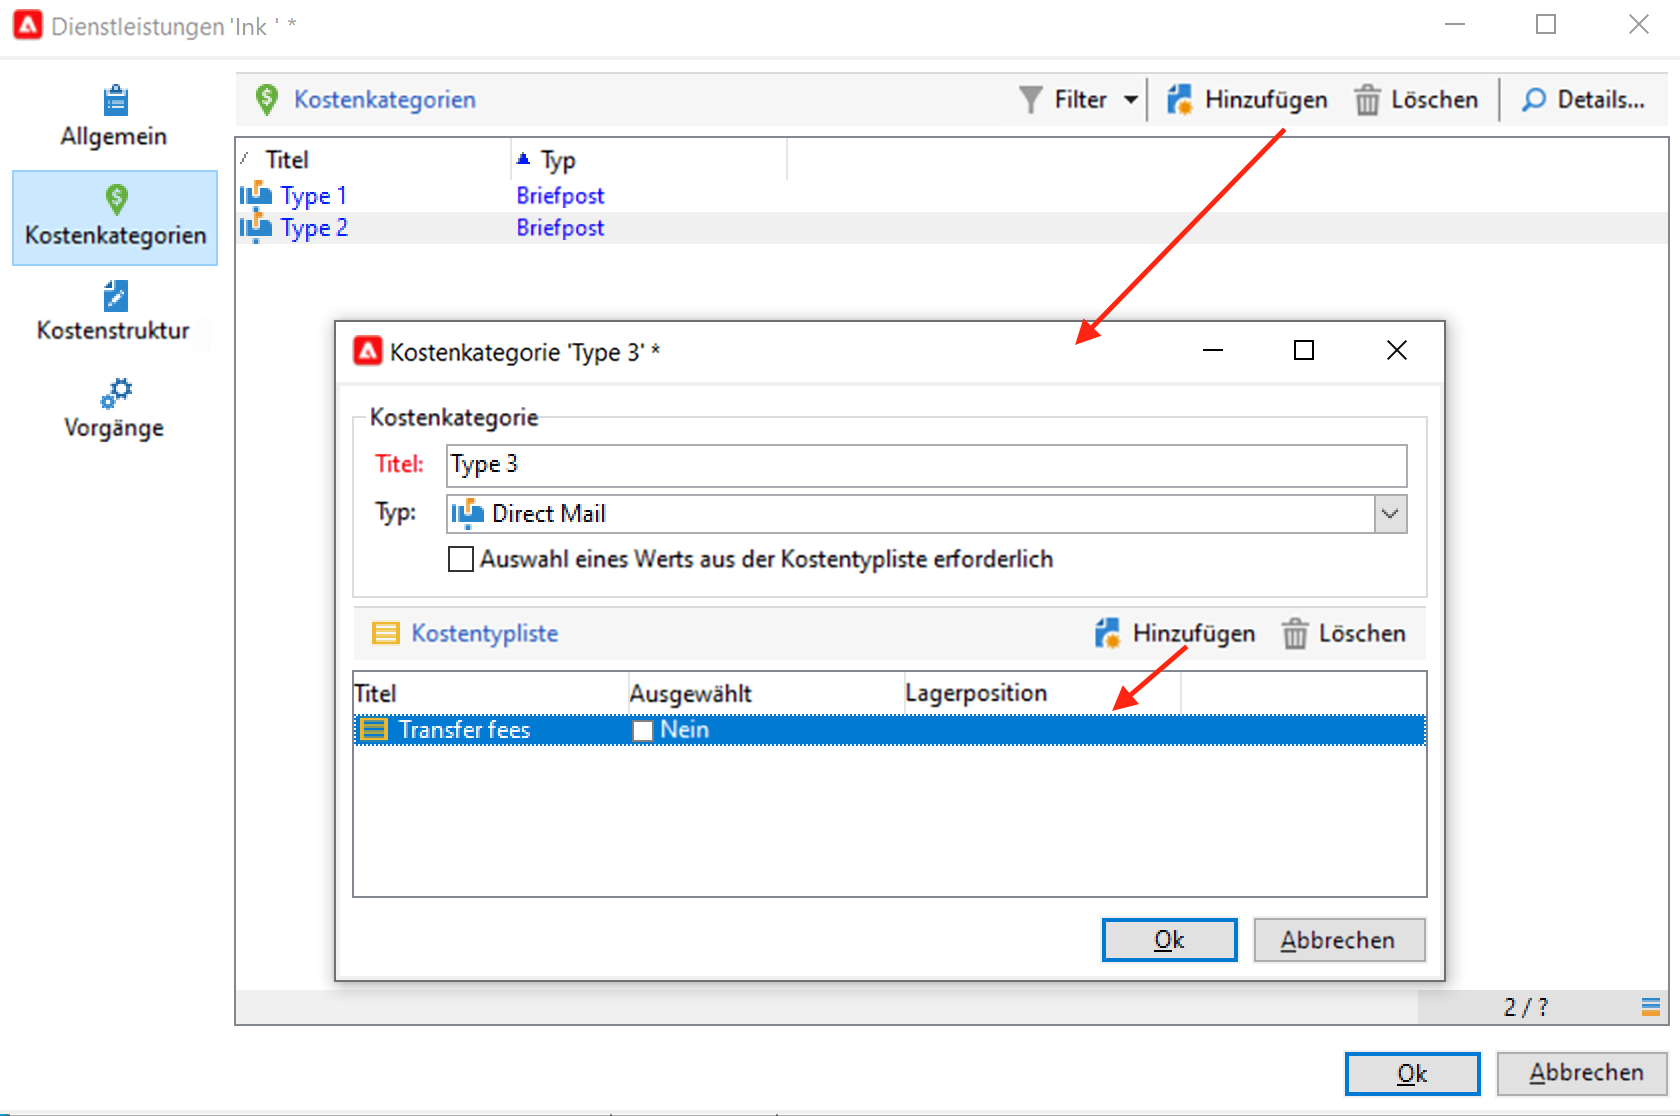 Dienstleistungen 'Ink ' *
Allgemein
Kostenkategorien
Kostenstruktur
Vorgänge
Kostenkategorien Filter Hinzufügen Löschen Details...
Titel Typ
Type 1 Briefpost
Type 2 Briefpost
Kostenkategorie 'Type 3' *
Kostenkategorie
Titel: Type 3
Typ: Direct Mail
Auswahl eines Werts aus der Kostentypliste erforderlich
Kostentypliste Hinzufügen Löschen
Titel Ausgewählt Lagerposition
Transfer fees Nein
Ok Abbrechen
2 / ?
Ok Abbrechen